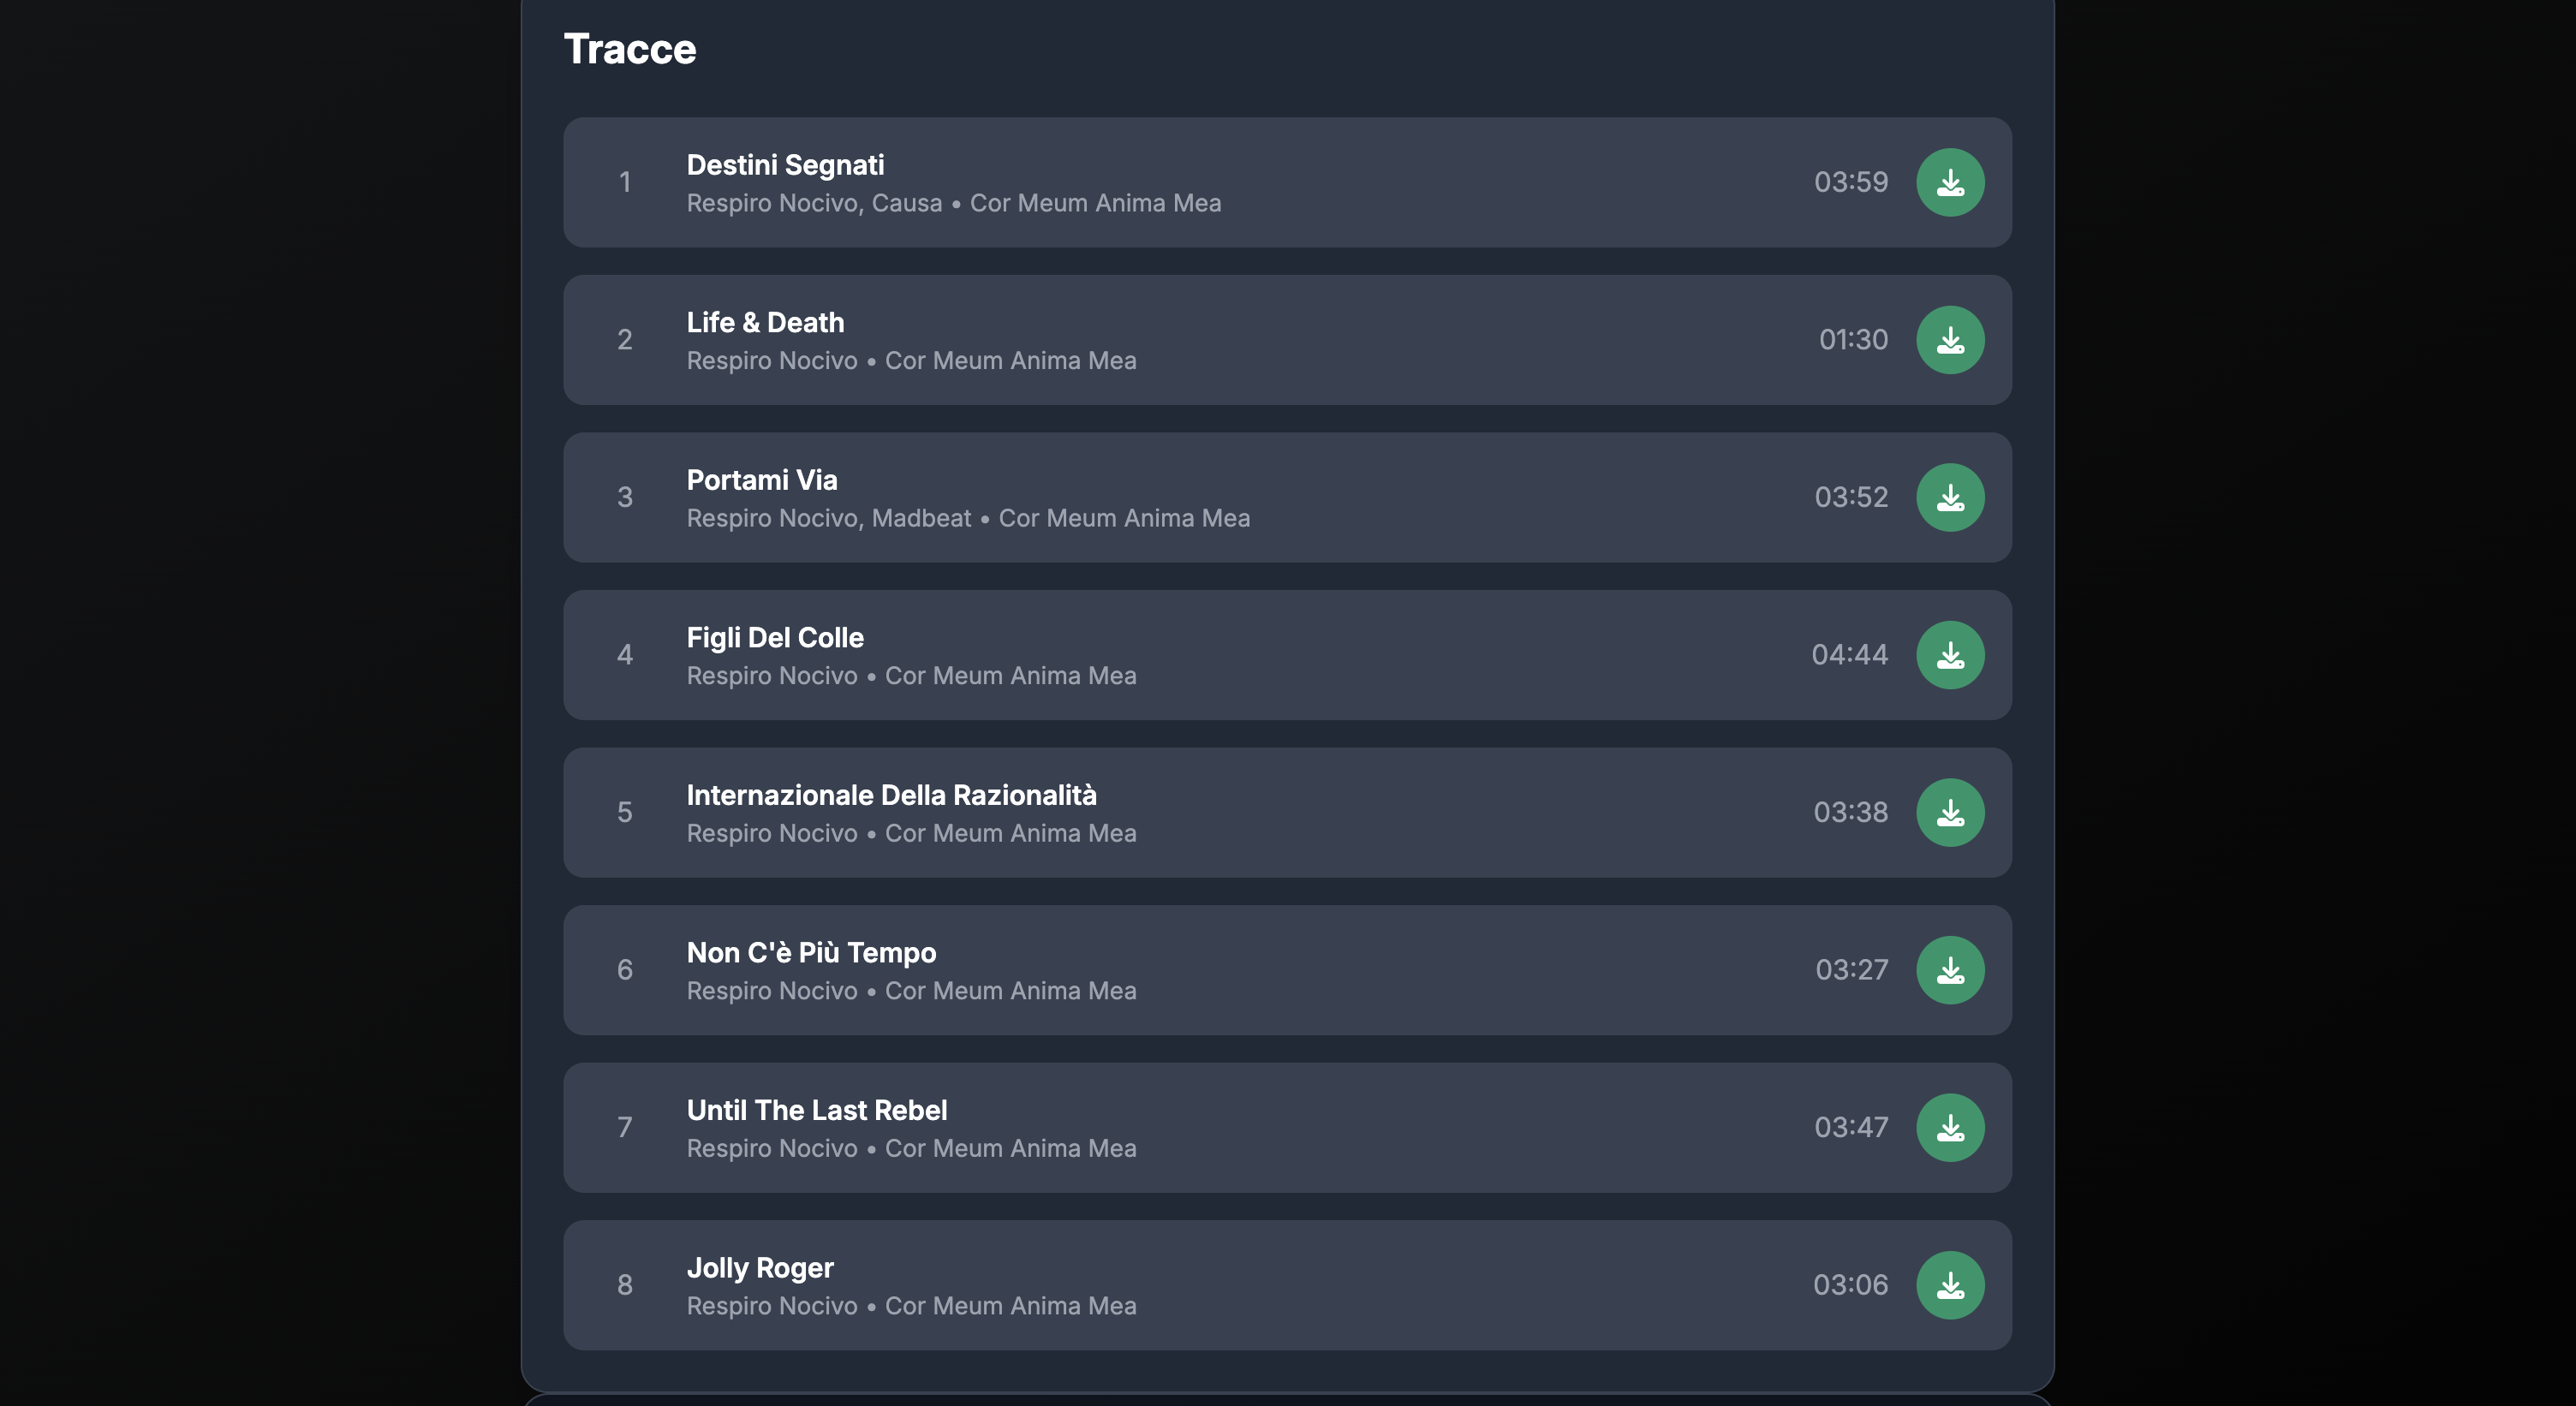 Tracce
1
Destini Segnati
Respiro Nocivo, Causa • Cor Meum Anima Mea
03:59
2
Life & Death
Respiro Nocivo • Cor Meum Anima Mea
01:30
3
Portami Via
Respiro Nocivo, Madbeat • Cor Meum Anima Mea
03:52
4
Figli Del Colle
Respiro Nocivo • Cor Meum Anima Mea
04:44
5
Internazionale Della Razionalità
Respiro Nocivo • Cor Meum Anima Mea
03:38
6
Non C'è Più Tempo
Respiro Nocivo • Cor Meum Anima Mea
03:27
7
Until The Last Rebel
Respiro Nocivo • Cor Meum Anima Mea
03:47
8
Jolly Roger
Respiro Nocivo • Cor Meum Anima Mea
03:06